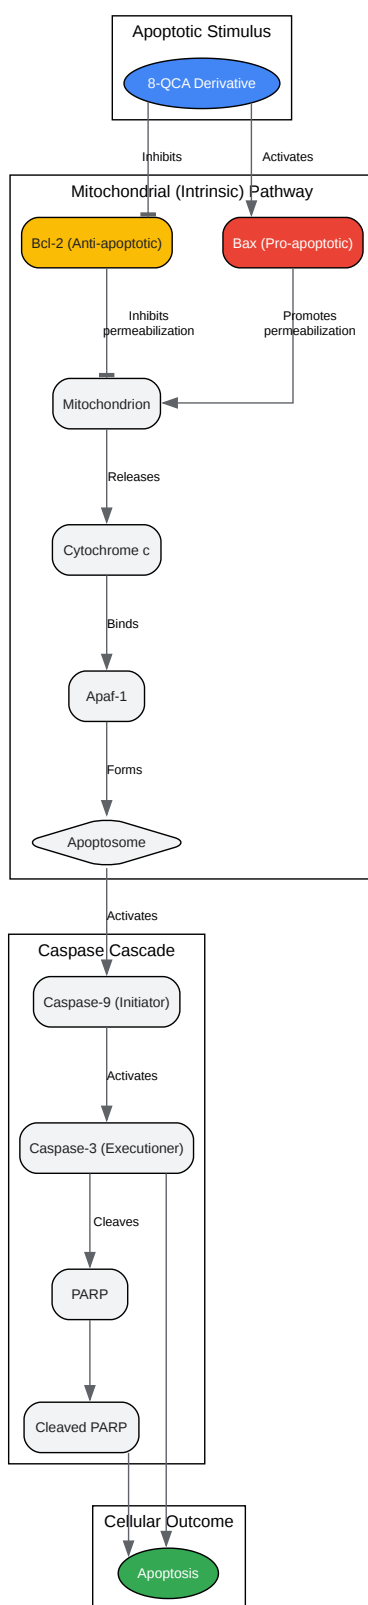 Apoptotic Stimulus
8-QCA Derivative
Inhibits
Activates
Mitochondrial (Intrinsic) Pathway
Bcl-2 (Anti-apoptotic)
Bax (Pro-apoptotic)
Inhibits
permeabilization
Promotes
permeabilization
Mitochondrion
Releases
Cytochrome c
Binds
Apaf-1
Forms
Apoptosome
Activates
Caspase Cascade
Caspase-9 (Initiator)
Activates
Caspase-3 (Executioner)
Cleaves
PARP
Cleaved PARP
Cellular Outcome
Apoptosis